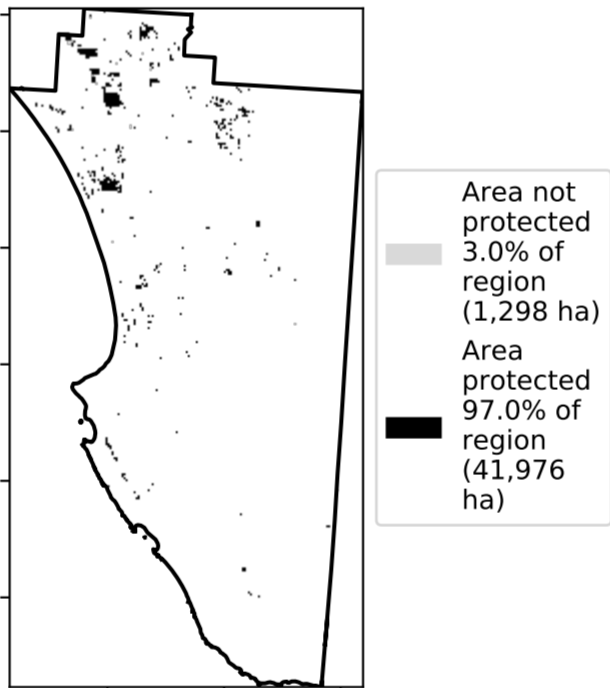 Area not
protected
3.0% of
region
(1,298 ha)
Area
protected
97.0% of
region
(41,976
ha)